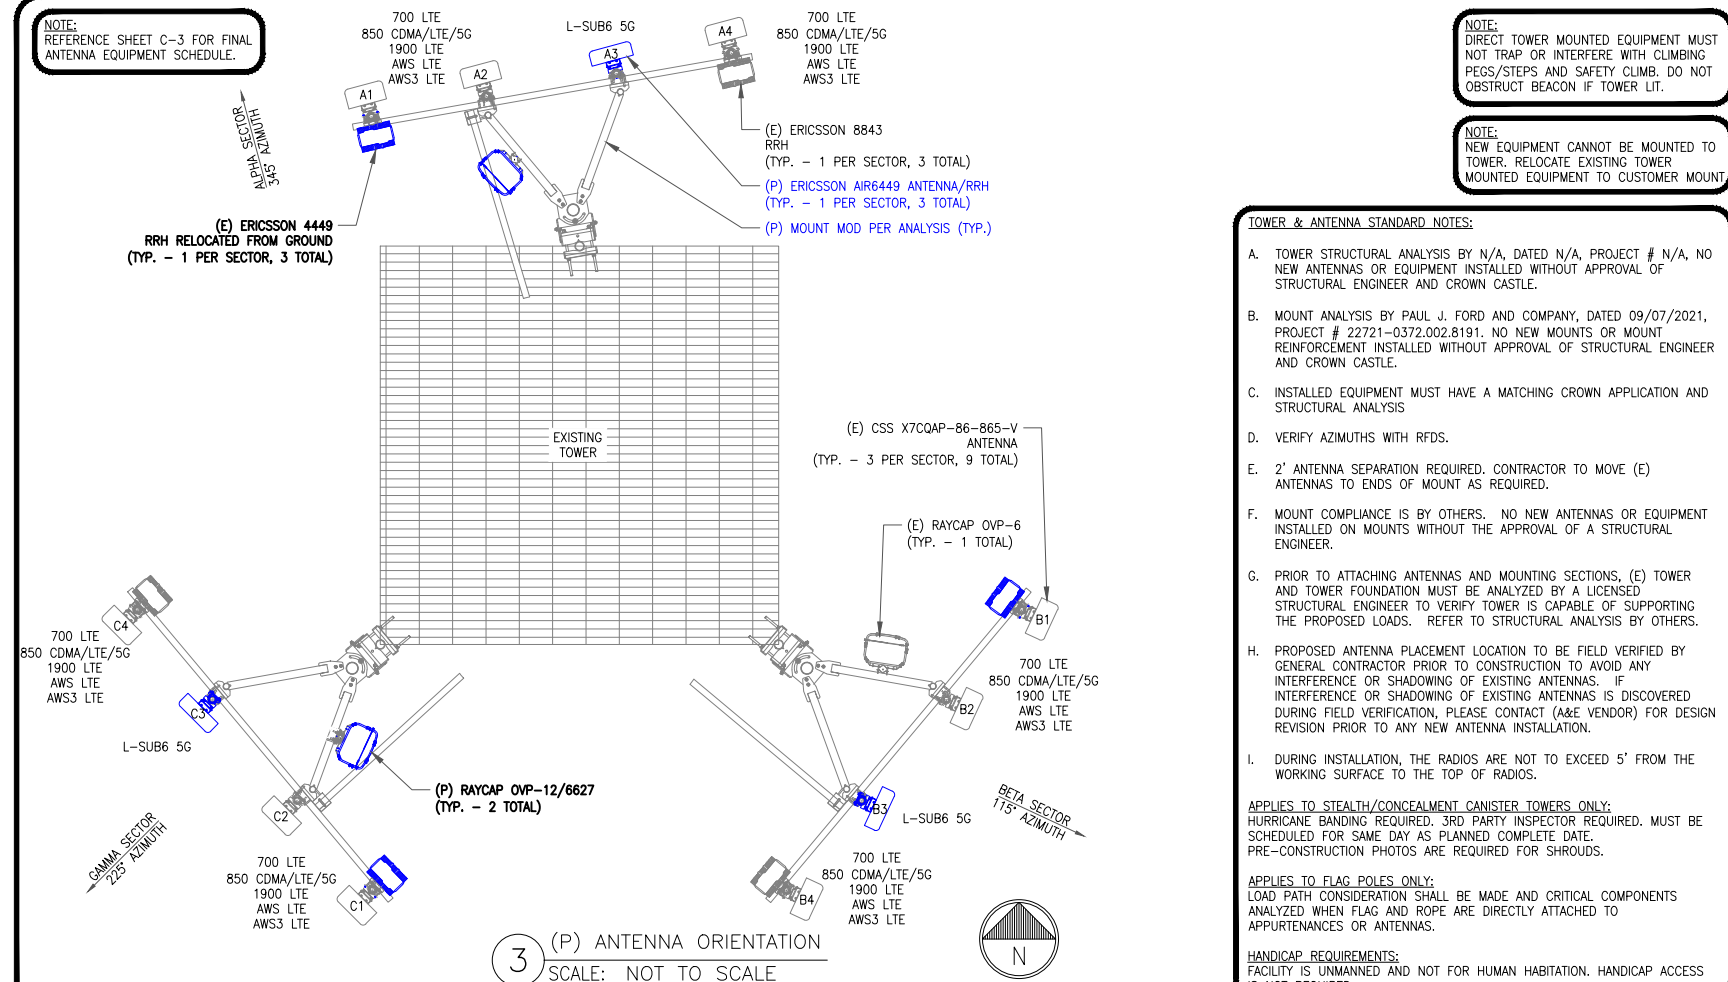 NOTE:
REFERENCE SHEET C-3 FOR FINAL
ANTENNA EQUIPMENT SCHEDULE.
700 LTE
850 CDMA/LTE/5G
1900 LTE
AWS LTE
AWS3 LTE
L-SUB6 5G
700 LTE
850 CDMA/LTE/5G
1900 LTE
AWS LTE
AWS3 LTE
A1
A2
A3
A4
ALPHA SECTOR
345° AZIMUTH
(E) ERICSSON 8843
RRH
(TYP. - 1 PER SECTOR, 3 TOTAL)
(P) ERICSSON AIR6449 ANTENNA/RRH
(TYP. - 1 PER SECTOR, 3 TOTAL)
(P) MOUNT MOD PER ANALYSIS (TYP.)
(E) ERICSSON 4449
RRH RELOCATED FROM GROUND
(TYP. - 1 PER SECTOR, 3 TOTAL)
EXISTING
TOWER
(E) CSS X7CQAP-86-865-V
ANTENNA
(TYP. - 3 PER SECTOR, 9 TOTAL)
(E) RAYCAP OVP-6
(TYP. - 1 TOTAL)
C4
700 LTE
850 CDMA/LTE/5G
1900 LTE
AWS LTE
AWS3 LTE
C3
L-SUB6 5G
B1
700 LTE
850 CDMA/LTE/5G
1900 LTE
AWS LTE
AWS3 LTE
B2
(P) RAYCAP OVP-12/6627
(TYP. - 2 TOTAL)
C2
B3
L-SUB6 5G
BETA SECTOR
115° AZIMUTH
GAMMA SECTOR
225° AZIMUTH
700 LTE
850 CDMA/LTE/5G
1900 LTE
AWS LTE
AWS3 LTE
C1
700 LTE
850 CDMA/LTE/5G
1900 LTE
AWS LTE
AWS3 LTE
B4
3
(P) ANTENNA ORIENTATION
SCALE: NOT TO SCALE
N
NOTE:
DIRECT TOWER MOUNTED EQUIPMENT MUST
NOT TRAP OR INTERFERE WITH CLIMBING
PEGS/STEPS AND SAFETY CLIMB. DO NOT
OBSTRUCT BEACON IF TOWER LIT.
NOTE:
NEW EQUIPMENT CANNOT BE MOUNTED TO
TOWER. RELOCATE EXISTING TOWER
MOUNTED EQUIPMENT TO CUSTOMER MOUNT.
TOWER & ANTENNA STANDARD NOTES:
A. TOWER STRUCTURAL ANALYSIS BY N/A, DATED N/A, PROJECT # N/A, NO
NEW ANTENNAS OR EQUIPMENT INSTALLED WITHOUT APPROVAL OF
STRUCTURAL ENGINEER AND CROWN CASTLE.
B. MOUNT ANALYSIS BY PAUL J. FORD AND COMPANY, DATED 09/07/2021,
PROJECT # 22721-0372.002.8191. NO NEW MOUNTS OR MOUNT
REINFORCEMENT INSTALLED WITHOUT APPROVAL OF STRUCTURAL ENGINEER
AND CROWN CASTLE.
C. INSTALLED EQUIPMENT MUST HAVE A MATCHING CROWN APPLICATION AND
STRUCTURAL ANALYSIS
D. VERIFY AZIMUTHS WITH RFDS.
E. 2' ANTENNA SEPARATION REQUIRED. CONTRACTOR TO MOVE (E)
ANTENNAS TO ENDS OF MOUNT AS REQUIRED.
F. MOUNT COMPLIANCE IS BY OTHERS. NO NEW ANTENNAS OR EQUIPMENT
INSTALLED ON MOUNTS WITHOUT THE APPROVAL OF A STRUCTURAL
ENGINEER.
G. PRIOR TO ATTACHING ANTENNAS AND MOUNTING SECTIONS, (E) TOWER
AND TOWER FOUNDATION MUST BE ANALYZED BY A LICENSED
STRUCTURAL ENGINEER TO VERIFY TOWER IS CAPABLE OF SUPPORTING
THE PROPOSED LOADS. REFER TO STRUCTURAL ANALYSIS BY OTHERS.
H. PROPOSED ANTENNA PLACEMENT LOCATION TO BE FIELD VERIFIED BY
GENERAL CONTRACTOR PRIOR TO CONSTRUCTION TO AVOID ANY
INTERFERENCE OR SHADOWING OF EXISTING ANTENNAS. IF
INTERFERENCE OR SHADOWING OF EXISTING ANTENNAS IS DISCOVERED
DURING FIELD VERIFICATION, PLEASE CONTACT (A&E VENDOR) FOR DESIGN
REVISION PRIOR TO ANY NEW ANTENNA INSTALLATION.
I. DURING INSTALLATION, THE RADIOS ARE NOT TO EXCEED 5' FROM THE
WORKING SURFACE TO THE TOP OF RADIOS.
APPLIES TO STEALTH/CONCEALMENT CANISTER TOWERS ONLY:
HURRICANE BANDING REQUIRED. 3RD PARTY INSPECTOR REQUIRED. MUST BE
SCHEDULED FOR SAME DAY AS PLANNED COMPLETE DATE.
PRE-CONSTRUCTION PHOTOS ARE REQUIRED FOR SHROUDS.
APPLIES TO FLAG POLES ONLY:
LOAD PATH CONSIDERATION SHALL BE MADE AND CRITICAL COMPONENTS
ANALYZED WHEN FLAG AND ROPE ARE DIRECTLY ATTACHED TO
APPURTENANCES OR ANTENNAS.
HANDICAP REQUIREMENTS:
FACILITY IS UNMANNED AND NOT FOR HUMAN HABITATION. HANDICAP ACCESS